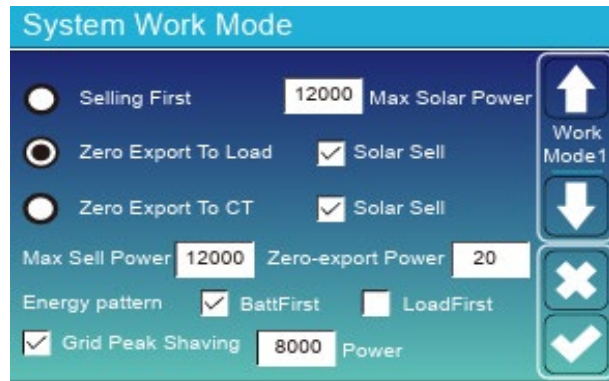 System Work Mode
Selling First 12000 Max Solar Power
Zero Export To Load Solar Sell
Zero Export To CT Solar Sell
Max Sell Power 12000 Zero-export Power 20
Energy pattern BattFirst LoadFirst
Grid Peak Shaving 8000 Power
Work
Mode1